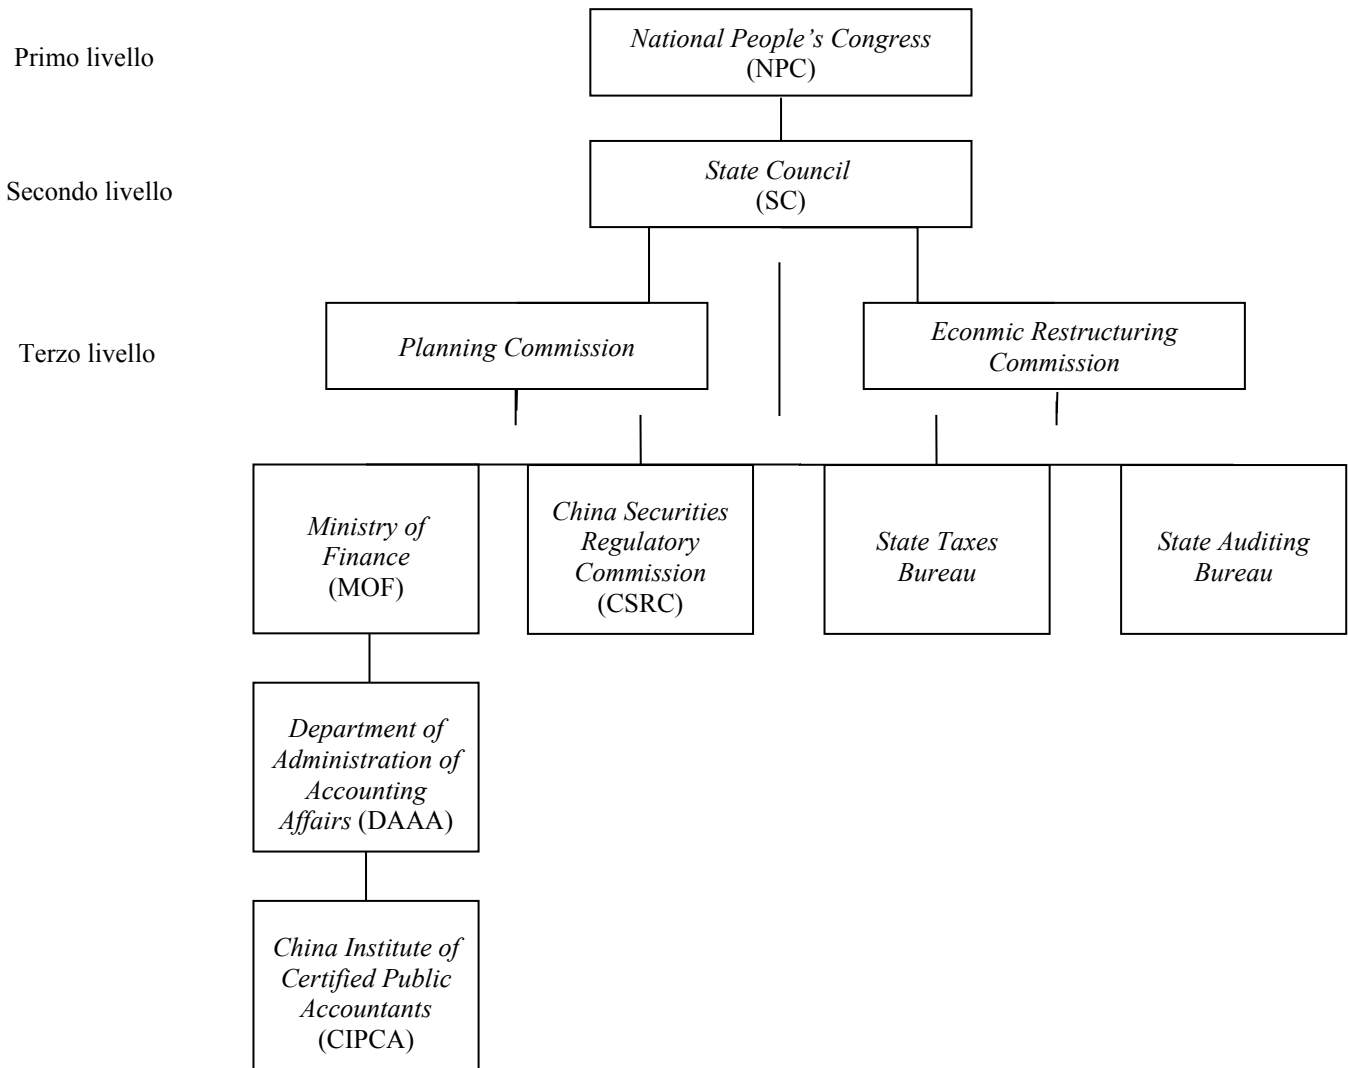 Primo livello
National People’s Congress
(NPC)
Secondo livello
State Council
(SC)
Terzo livello
Planning Commission
Econmic Restructuring
Commission
Ministry of
Finance
(MOF)
China Securities
Regulatory
Commission
(CSRC)
State Taxes
Bureau
State Auditing
Bureau
Department of
Administration of
Accounting
Affairs (DAAA)
China Institute of
Certified Public
Accountants
(CIPCA)